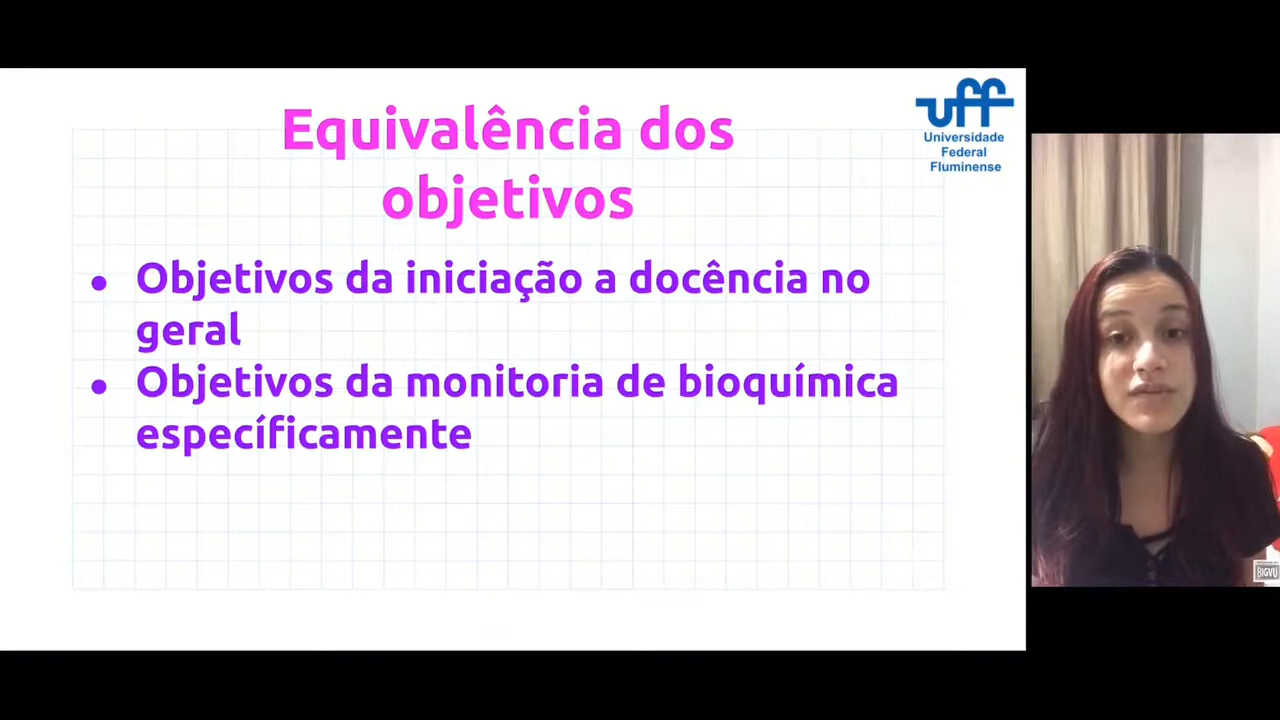 Equivalência dos
objetivos
uff
Universidade
Federal
Fluminense
● Objetivos da iniciação a docência no
geral
● Objetivos da monitoria de bioquímica
específicamente
BIGVU